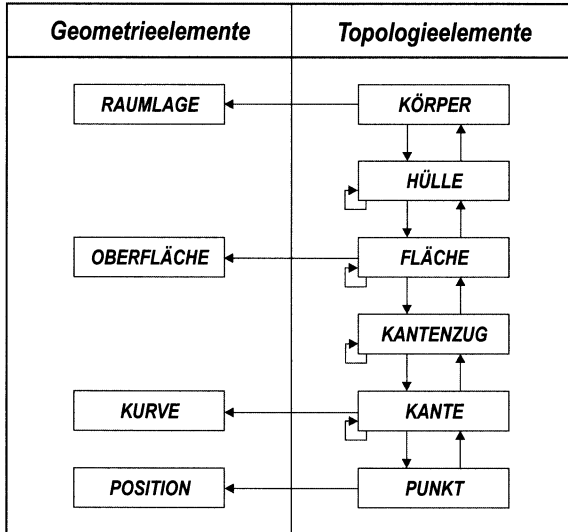 Geometrieelemente
Topologieelemente
RAUMLAGE
KÖRPER
HÜLLE
OBERFLÄCHE
FLÄCHE
KANTENZUG
KURVE
KANTE
POSITION
PUNKT